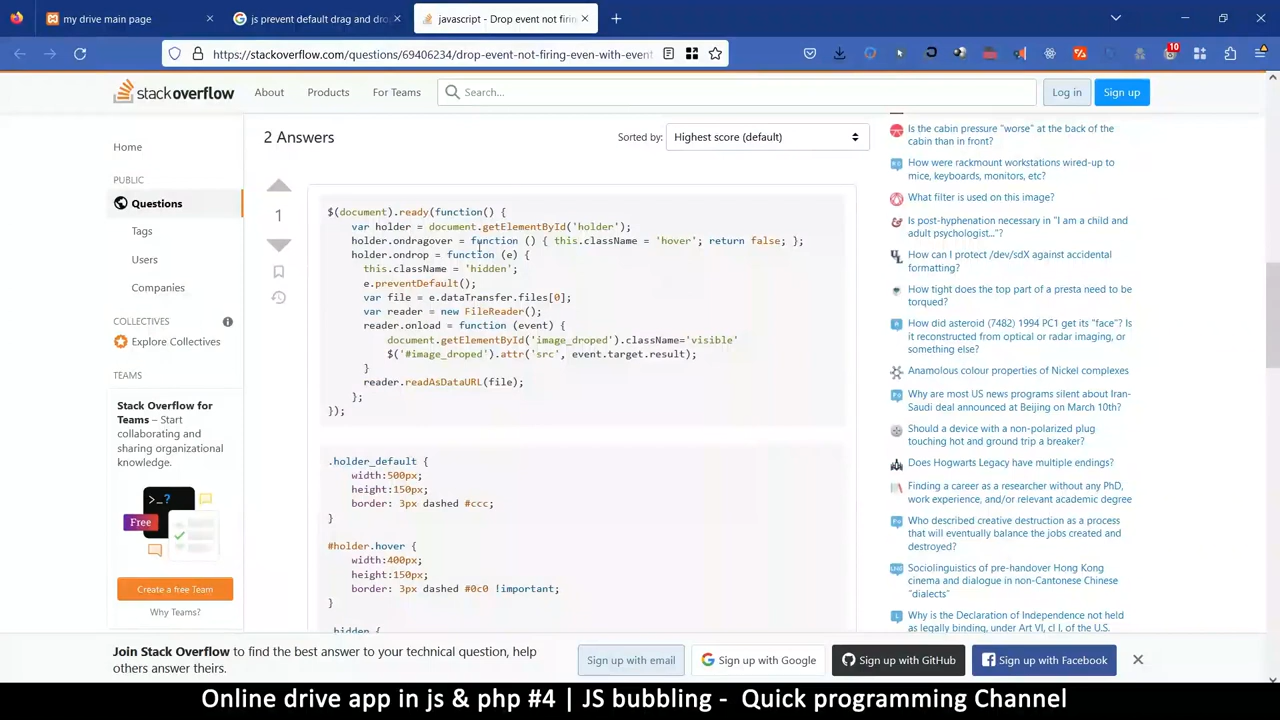 my drive main page
js prevent default drag and dro
javascript - Drop event not firin
https://stackoverflow.com/questions/69406234/drop-event-not-firing-even-with-event
10
stackoverflow
About
Products
For Teams
Search...
Log in
Sign up
Home
PUBLIC
Questions
Tags
Users
Companies
COLLECTIVES
Explore Collectives
TEAMS
Stack Overflow for
Teams – Start
collaborating and
sharing organizational
knowledge.
Free
Create a free Team
Why Teams?
2 Answers
Sorted by:
Highest score (default)
1
$(document).ready(function() {
var holder = document.getElementById('holder');
holder.ondragover = function () { this.className = 'hover'; return false; };
holder.ondrop = function (e) {
this.className = 'hidden';
e.preventDefault();
var file = e.dataTransfer.files[0];
var reader = new FileReader();
reader.onload = function (event) {
document.getElementById('image_droped').className='visible'
$('#image_droped').attr('src', event.target.result);
}
reader.readAsDataURL(file);
};
});
.holder_default {
width:500px;
height:150px;
border: 3px dashed #ccc;
}
#holder.hover {
width:400px;
height:150px;
border: 3px dashed #0c0 !important;
}
.hidden {
Is the cabin pressure "worse" at the back of the
cabin than in front?
How were rackmount workstations wired-up to
mice, keyboards, monitors, etc?
What filter is used on this image?
Is post-hyphenation necessary in "I am a child and
adult psychologist..."?
How can I protect /dev/sdX against accidental
formatting?
How tight does the top part of a presta need to be
torqued?
How did asteroid (7482) 1994 PC1 get its "face"? Is
it reconstructed from optical or radar imaging, or
something else?
Anamolous colour properties of Nickel complexes
Why are most US news programs silent about Iran-
Saudi deal announced at Beijing on March 10th?
Should a device with a non-polarized plug
touching hot and ground trip a breaker?
Does Hogwarts Legacy have multiple endings?
Finding a career as a researcher without any PhD,
work experience, and/or relevant academic degree
Who described creative destruction as a process
that will eventually balance the jobs created and
destroyed?
Sociolinguistics of pre-handover Hong Kong
cinema and dialogue in non-Cantonese Chinese
"dialects"
Why is the Declaration of Independence not held
as legally binding, under Art VI, cl I, of the U.S.
Join Stack Overflow to find the best answer to your technical question, help
others answer theirs.
Sign up with email
Sign up with Google
Sign up with GitHub
Sign up with Facebook
Online drive app in js & php #4 | JS bubbling - Quick programming Channel